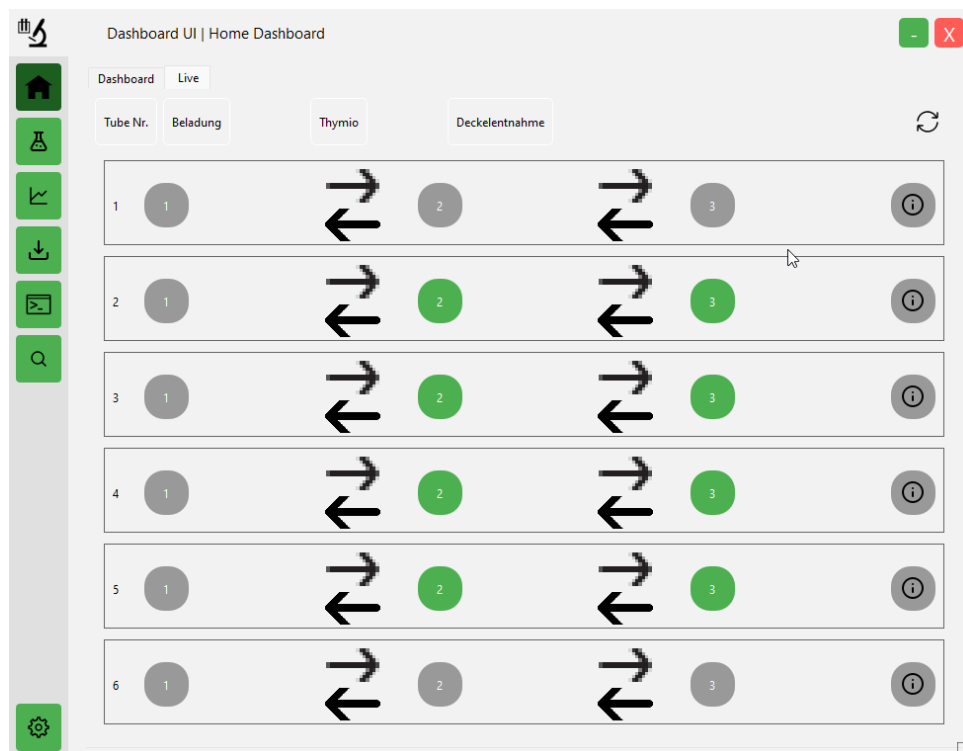 Dashboard UI | Home Dashboard - X
Dashboard Live
Tube Nr. Beladung Thymio Deckelentnahme
1 1 2 3
2 1 2 3
3 1 2 3
4 1 2 3
5 1 2 3
6 1 2 3